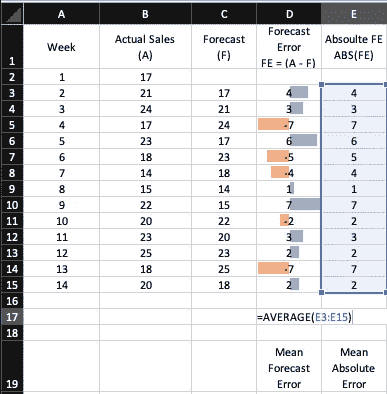 A B C D E
Forecast
Actual Sales Forecast Error Absoulte FE
Week (A) (F) FE = (A - F) ABS(FE)
1
2 1 17
3 2 21 17 4 4
4 3 24 21 3 3
5 4 17 24 -7 7
6 5 23 17 6 6
7 6 18 23 -5 5
8 7 14 18 -4 4
9 8 15 14 1 1
10 9 22 15 7 7
11 10 20 22 -2 2
12 11 23 20 3 3
13 12 25 23 2 2
14 13 18 25 -7 7
15 14 20 18 2 2
16
17 =AVERAGE(E3:E15)
18
Mean Mean
Forecast Absolute
19 Error Error